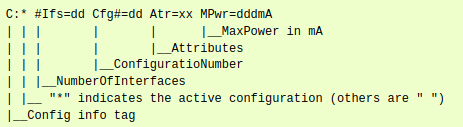 C:* #Ifs=dd Cfg#=dd Atr=xx MPwr=dddmA
| | |       |       |      |__MaxPower in mA
| | |       |       |__Attributes
| | |       |__ConfiguratioNumber
| | |__NumberOfInterfaces
| |__ "*" indicates the active configuration (others are " ")
|__Config info tag